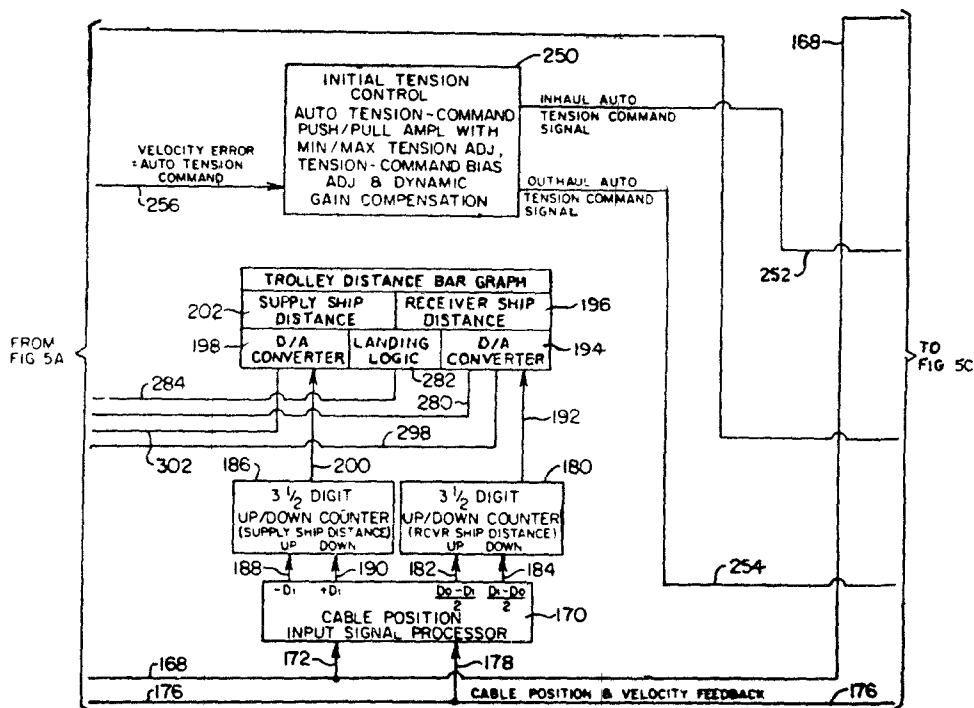 168
250
INITIAL TENSION
CONTROL
AUTO TENSION-COMMAND
PUSH/PULL AMPL WITH
MIN/MAX TENSION ADJ,
TENSION-COMMAND BIAS
ADJ & DYNAMIC
GAIN COMPENSATION
INHAUL AUTO
TENSION COMMAND
SIGNAL
VELOCITY ERROR
=AUTO TENSION
COMMAND
256
OUTHAUL AUTO
TENSION COMMAND
SIGNAL
252
TROLLEY DISTANCE BAR GRAPH
202
SUPPLY SHIP
DISTANCE
RECEIVER SHIP
DISTANCE
196
FROM
FIG 5A
198
D/A
CONVERTER
LANDING
LOGIC
D/A
CONVERTER
194
TO
FIG 5C
282
284
280
192
298
302
200
186
180
3 1/2 DIGIT
UP/DOWN COUNTER
(SUPPLY SHIP DISTANCE)
UP DOWN
3 1/2 DIGIT
UP/DOWN COUNTER
(RCVR SHIP DISTANCE)
UP DOWN
188
190
182
184
254
-DI
+DI
DO-DI
2
DI-DO
2
CABLE POSITION
INPUT SIGNAL PROCESSOR
170
172
178
168
176
CABLE POSITION & VELOCITY FEEDBACK
176